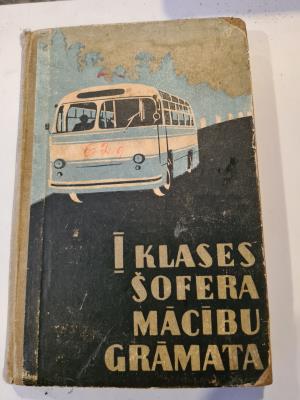 I KLASES
ŠOFERA
MĀCĪBU
GRĀMATA